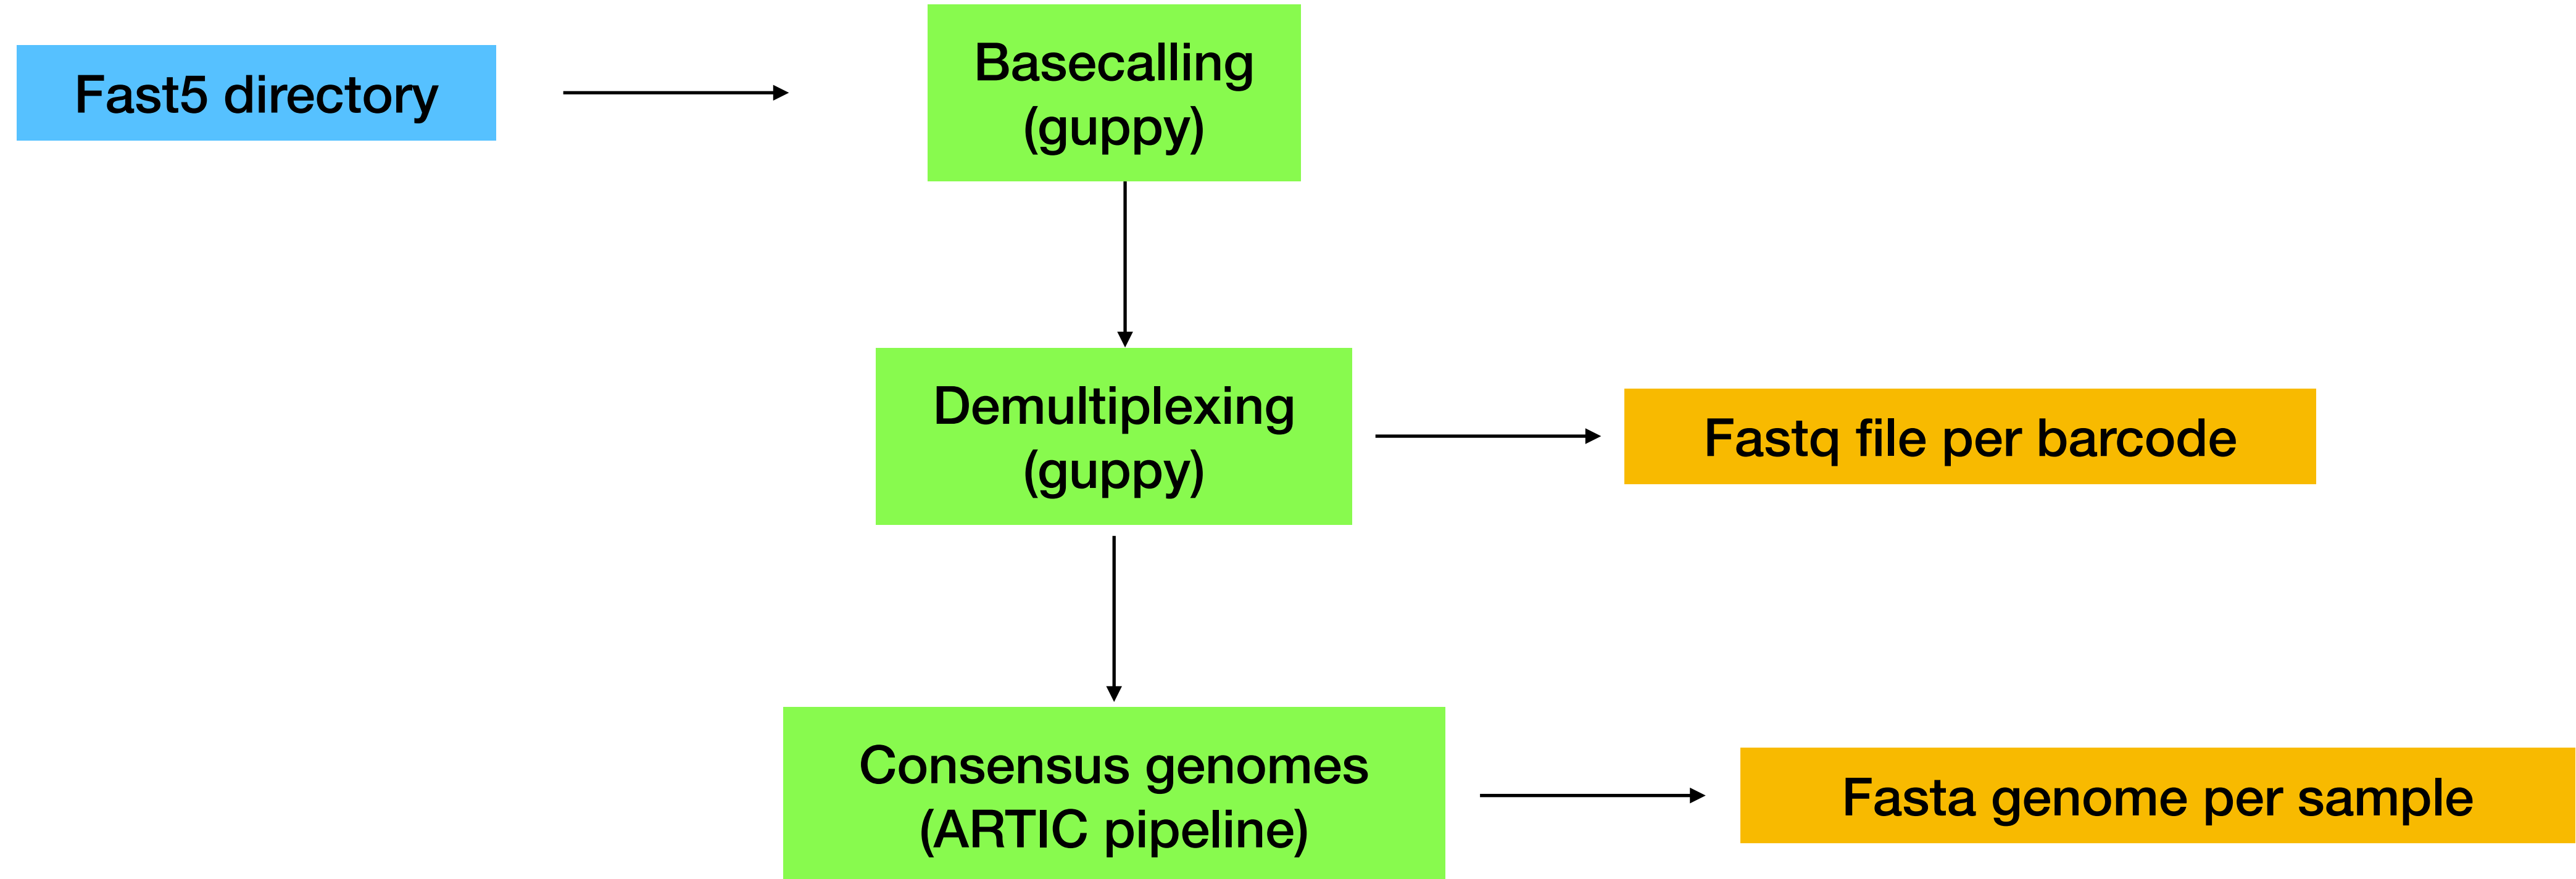 Fast5 directory
Basecalling
(guppy)
Demultiplexing
(guppy)
Fastq file per barcode
Consensus genomes
(ARTIC pipeline)
Fasta genome per sample